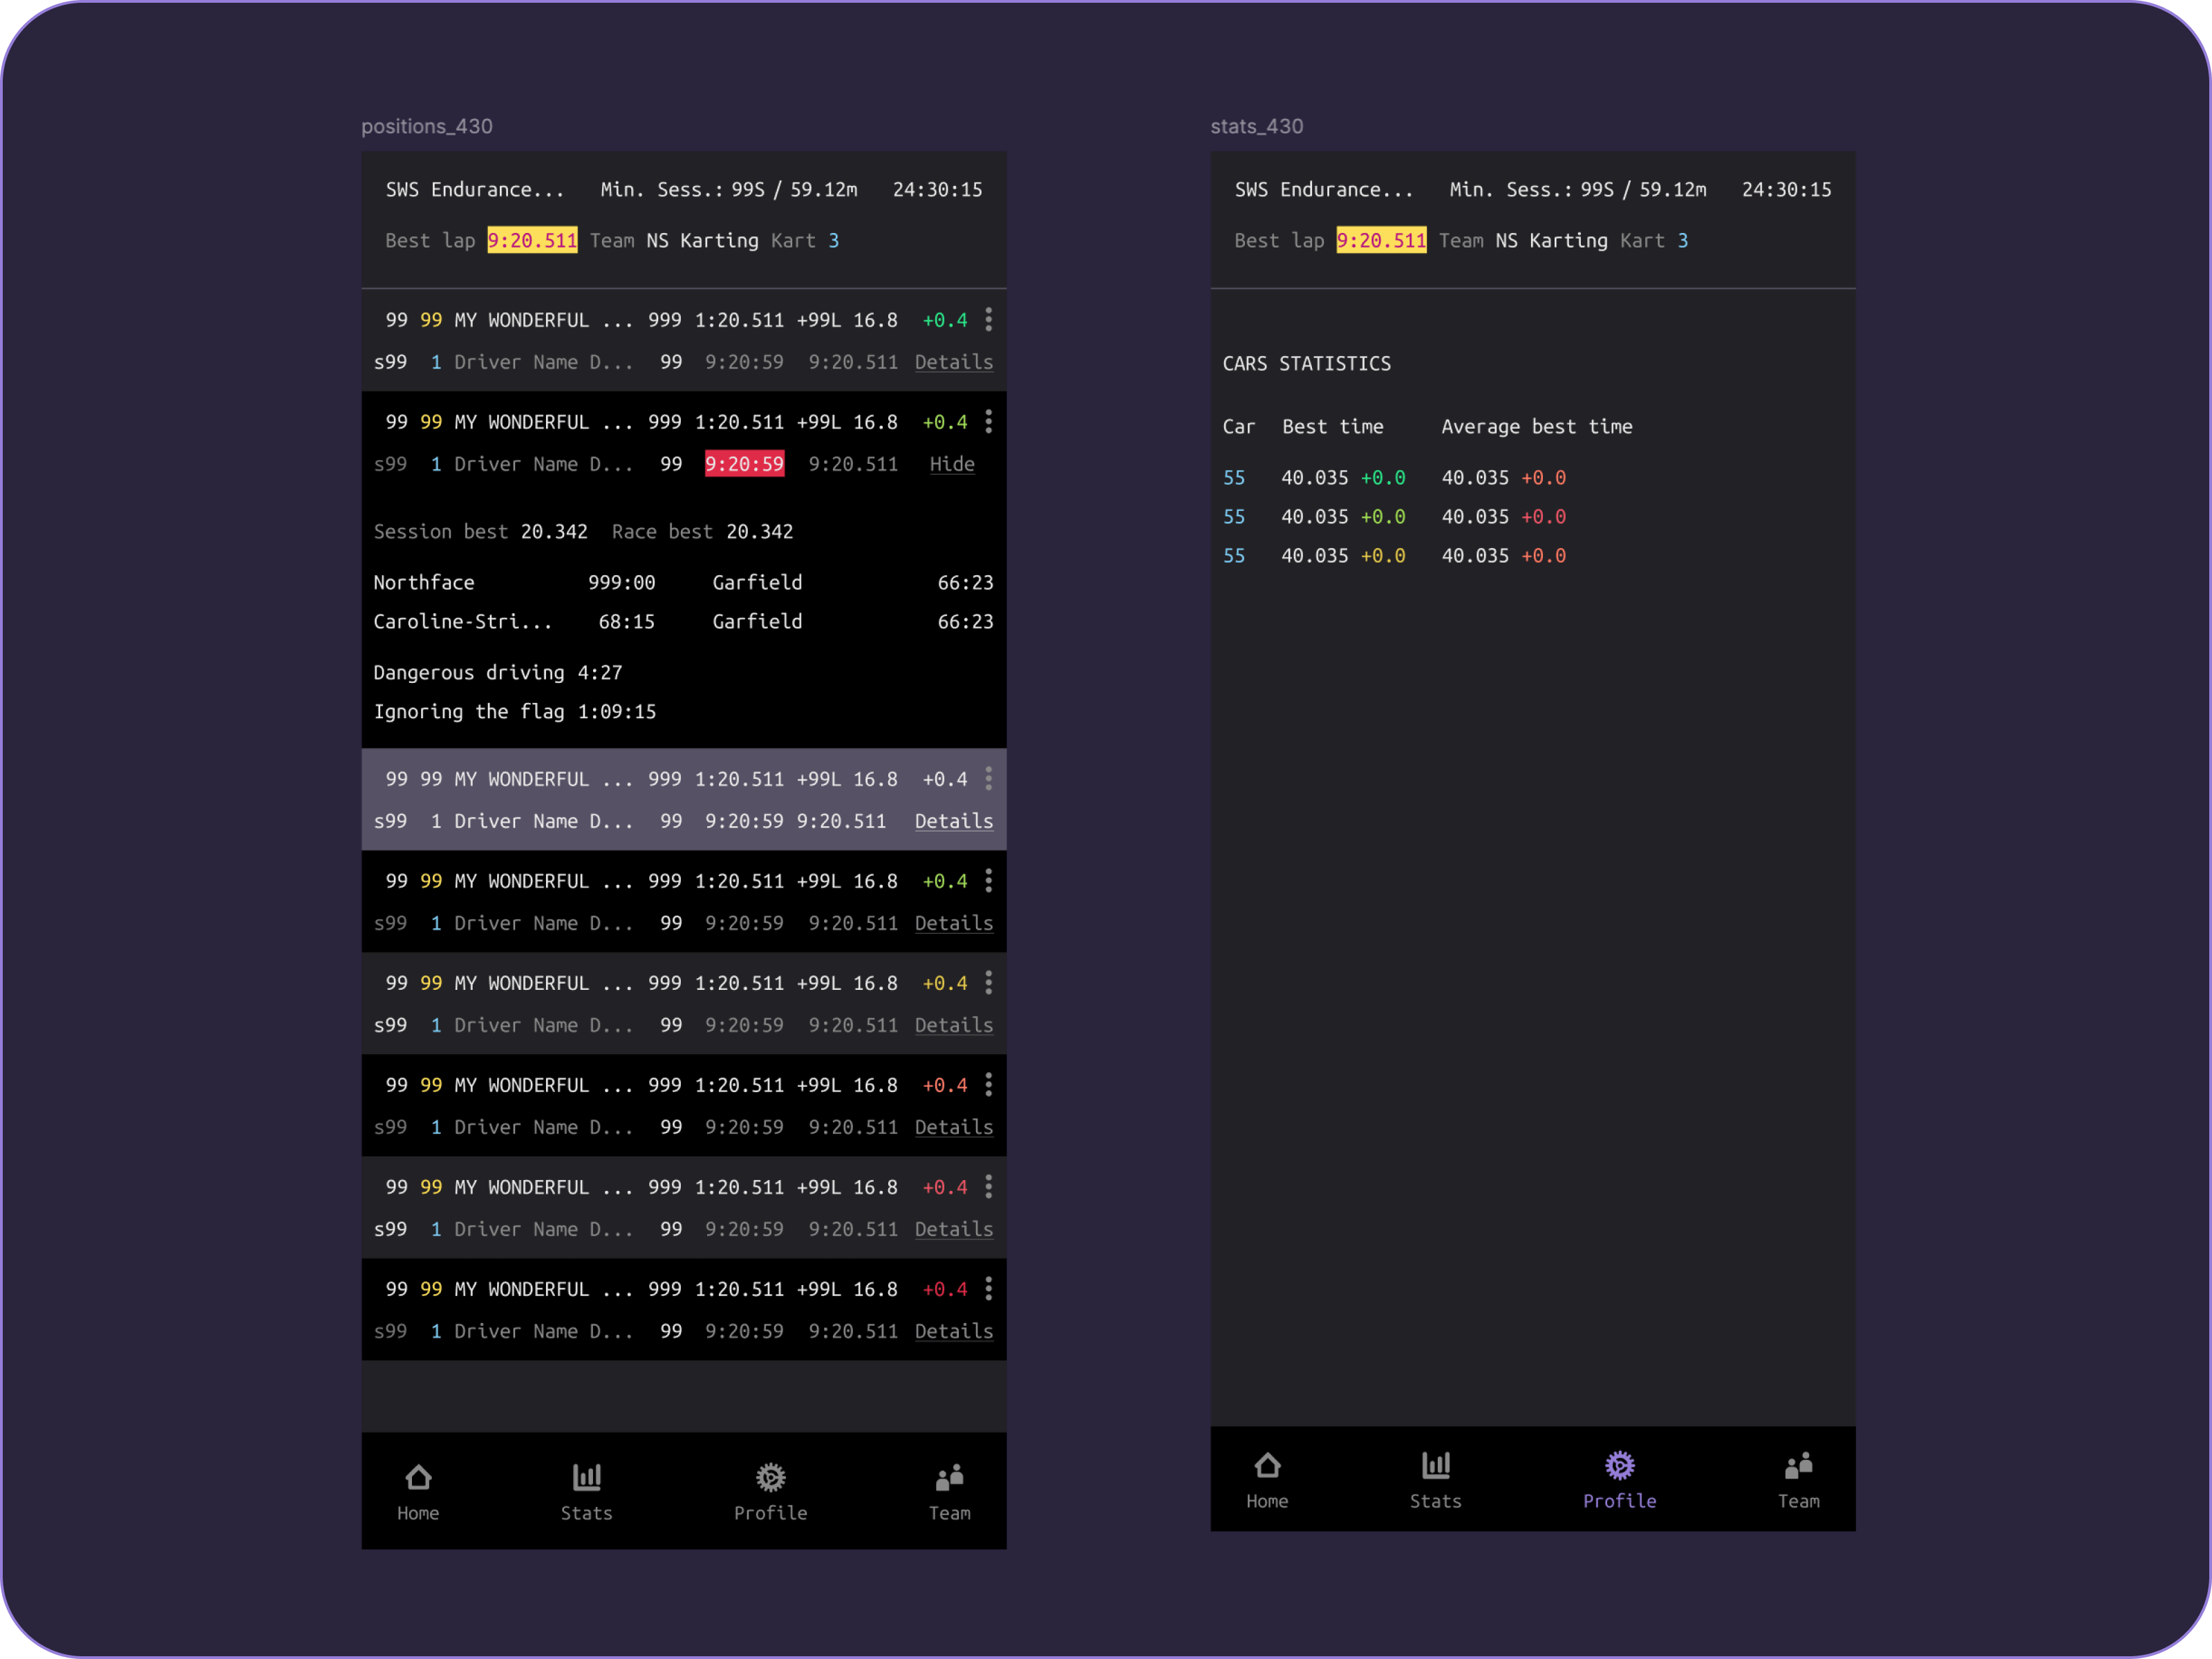 positions_430
SWS Endurance... Min. Sess.: 99S / 59.12m 24:30:15
Best lap 9:20.511 Team NS Karting Kart 3
99 99 MY WONDERFUL ... 999 1:20.511 +99L 16.8 +0.4
s99 1 Driver Name D... 99 9:20:59 9:20.511 Details
99 99 MY WONDERFUL ... 999 1:20.511 +99L 16.8 +0.4
s99 1 Driver Name D... 99 9:20:59 9:20.511 Hide
Session best 20.342 Race best 20.342
Northface 999:00 Garfield 66:23
Caroline-Stri... 68:15 Garfield 66:23
Dangerous driving 4:27
Ignoring the flag 1:09:15
99 99 MY WONDERFUL ... 999 1:20.511 +99L 16.8 +0.4
s99 1 Driver Name D... 99 9:20:59 9:20.511 Details
99 99 MY WONDERFUL ... 999 1:20.511 +99L 16.8 +0.4
s99 1 Driver Name D... 99 9:20:59 9:20.511 Details
99 99 MY WONDERFUL ... 999 1:20.511 +99L 16.8 +0.4
s99 1 Driver Name D... 99 9:20:59 9:20.511 Details
99 99 MY WONDERFUL ... 999 1:20.511 +99L 16.8 +0.4
s99 1 Driver Name D... 99 9:20:59 9:20.511 Details
99 99 MY WONDERFUL ... 999 1:20.511 +99L 16.8 +0.4
s99 1 Driver Name D... 99 9:20:59 9:20.511 Details
99 99 MY WONDERFUL ... 999 1:20.511 +99L 16.8 +0.4
s99 1 Driver Name D... 99 9:20:59 9:20.511 Details
Home Stats Profile Team
stats_430
SWS Endurance... Min. Sess.: 99S / 59.12m 24:30:15
Best lap 9:20.511 Team NS Karting Kart 3
CARS STATISTICS
Car Best time Average best time
55 40.035 +0.0 40.035 +0.0
55 40.035 +0.0 40.035 +0.0
55 40.035 +0.0 40.035 +0.0
Home Stats Profile Team